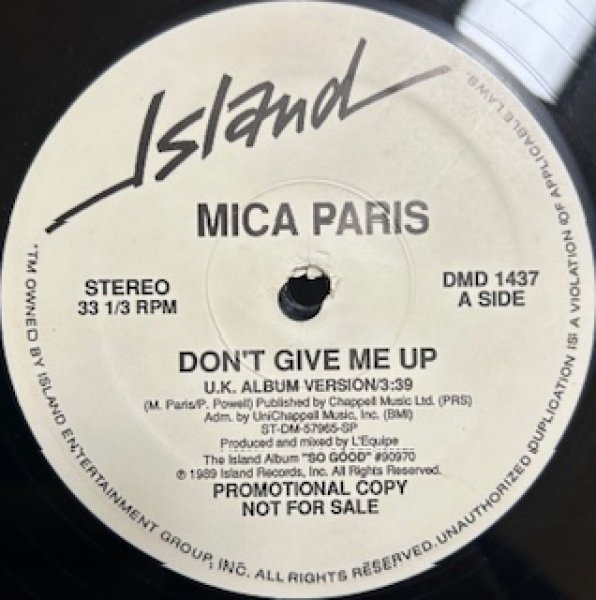 Island
MICA PARIS
STEREO
33 1/3 RPM
DMD 1437
A SIDE
DON'T GIVE ME UP
U.K. ALBUM VERSION/3:39
(M. Paris/P. Powell) Published by Chappell Music Ltd. (PRS)
Adm. by UniChappell Music, Inc. (BMI)
ST-DM-57965-SP
Produced and mixed by L'Equipe
The Island Album "SO GOOD" #90970
℗ 1989 Island Records, Inc. All Rights Reserved.
PROMOTIONAL COPY
NOT FOR SALE
*TM OWNED BY ISLAND ENTERTAINMENT GROUP, INC. ALL RIGHTS RESERVED. UNAUTHORIZED DUPLICATION IS A VIOLATION OF APPLICABLE LAWS.